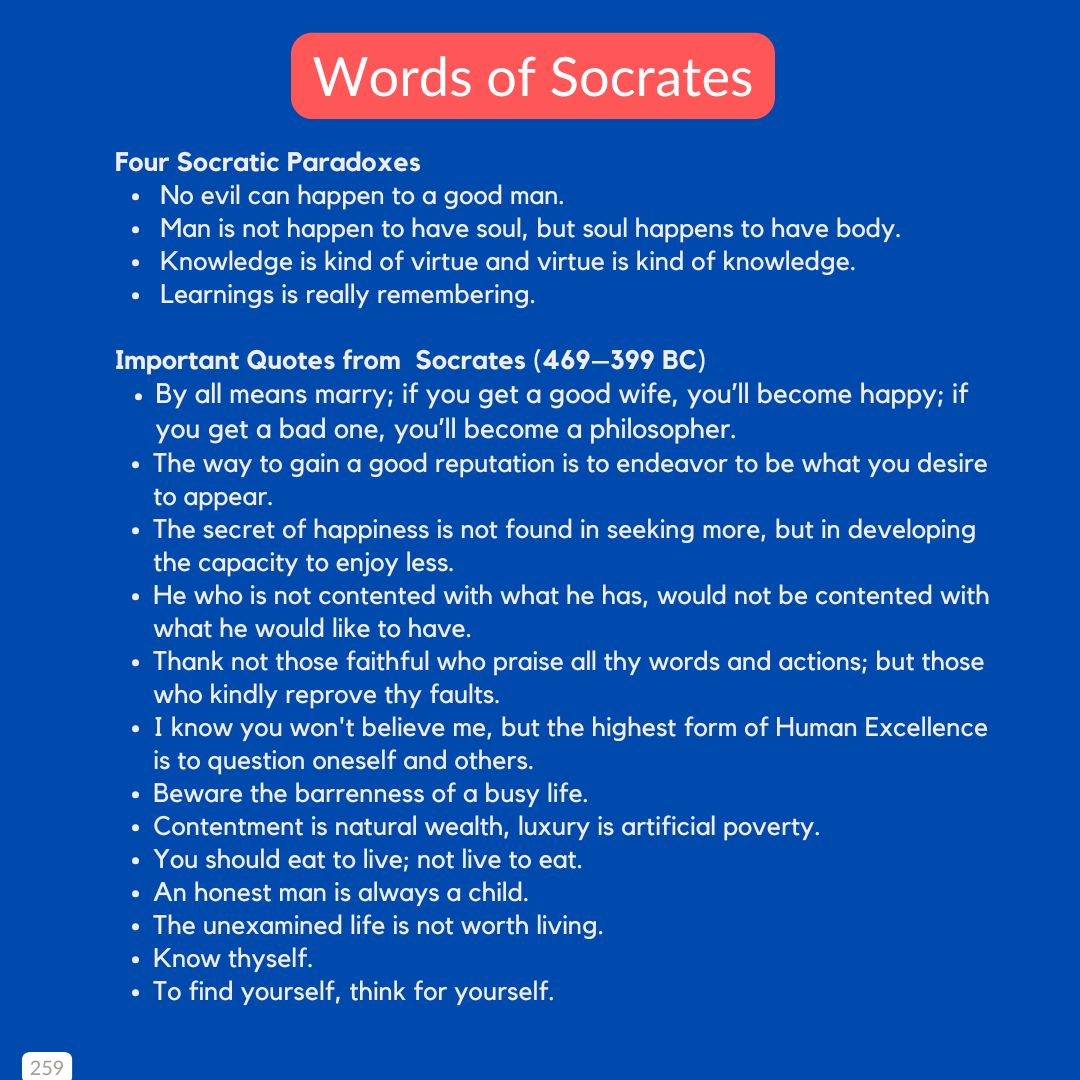 Words of Socrates
Four Socratic Paradoxes
• No evil can happen to a good man.
• Man is not happen to have soul, but soul happens to have body.
• Knowledge is kind of virtue and virtue is kind of knowledge.
• Learnings is really remembering.
Important Quotes from  Socrates (469–399 BC)
• By all means marry; if you get a good wife, you’ll become happy; if
you get a bad one, you’ll become a philosopher.
• The way to gain a good reputation is to endeavor to be what you desire
to appear.
• The secret of happiness is not found in seeking more, but in developing
the capacity to enjoy less.
• He who is not contented with what he has, would not be contented with
what he would like to have.
• Thank not those faithful who praise all thy words and actions; but those
who kindly reprove thy faults.
• I know you won't believe me, but the highest form of Human Excellence
is to question oneself and others.
• Beware the barrenness of a busy life.
• Contentment is natural wealth, luxury is artificial poverty.
• You should eat to live; not live to eat.
• An honest man is always a child.
• The unexamined life is not worth living.
• Know thyself.
• To find yourself, think for yourself.
259